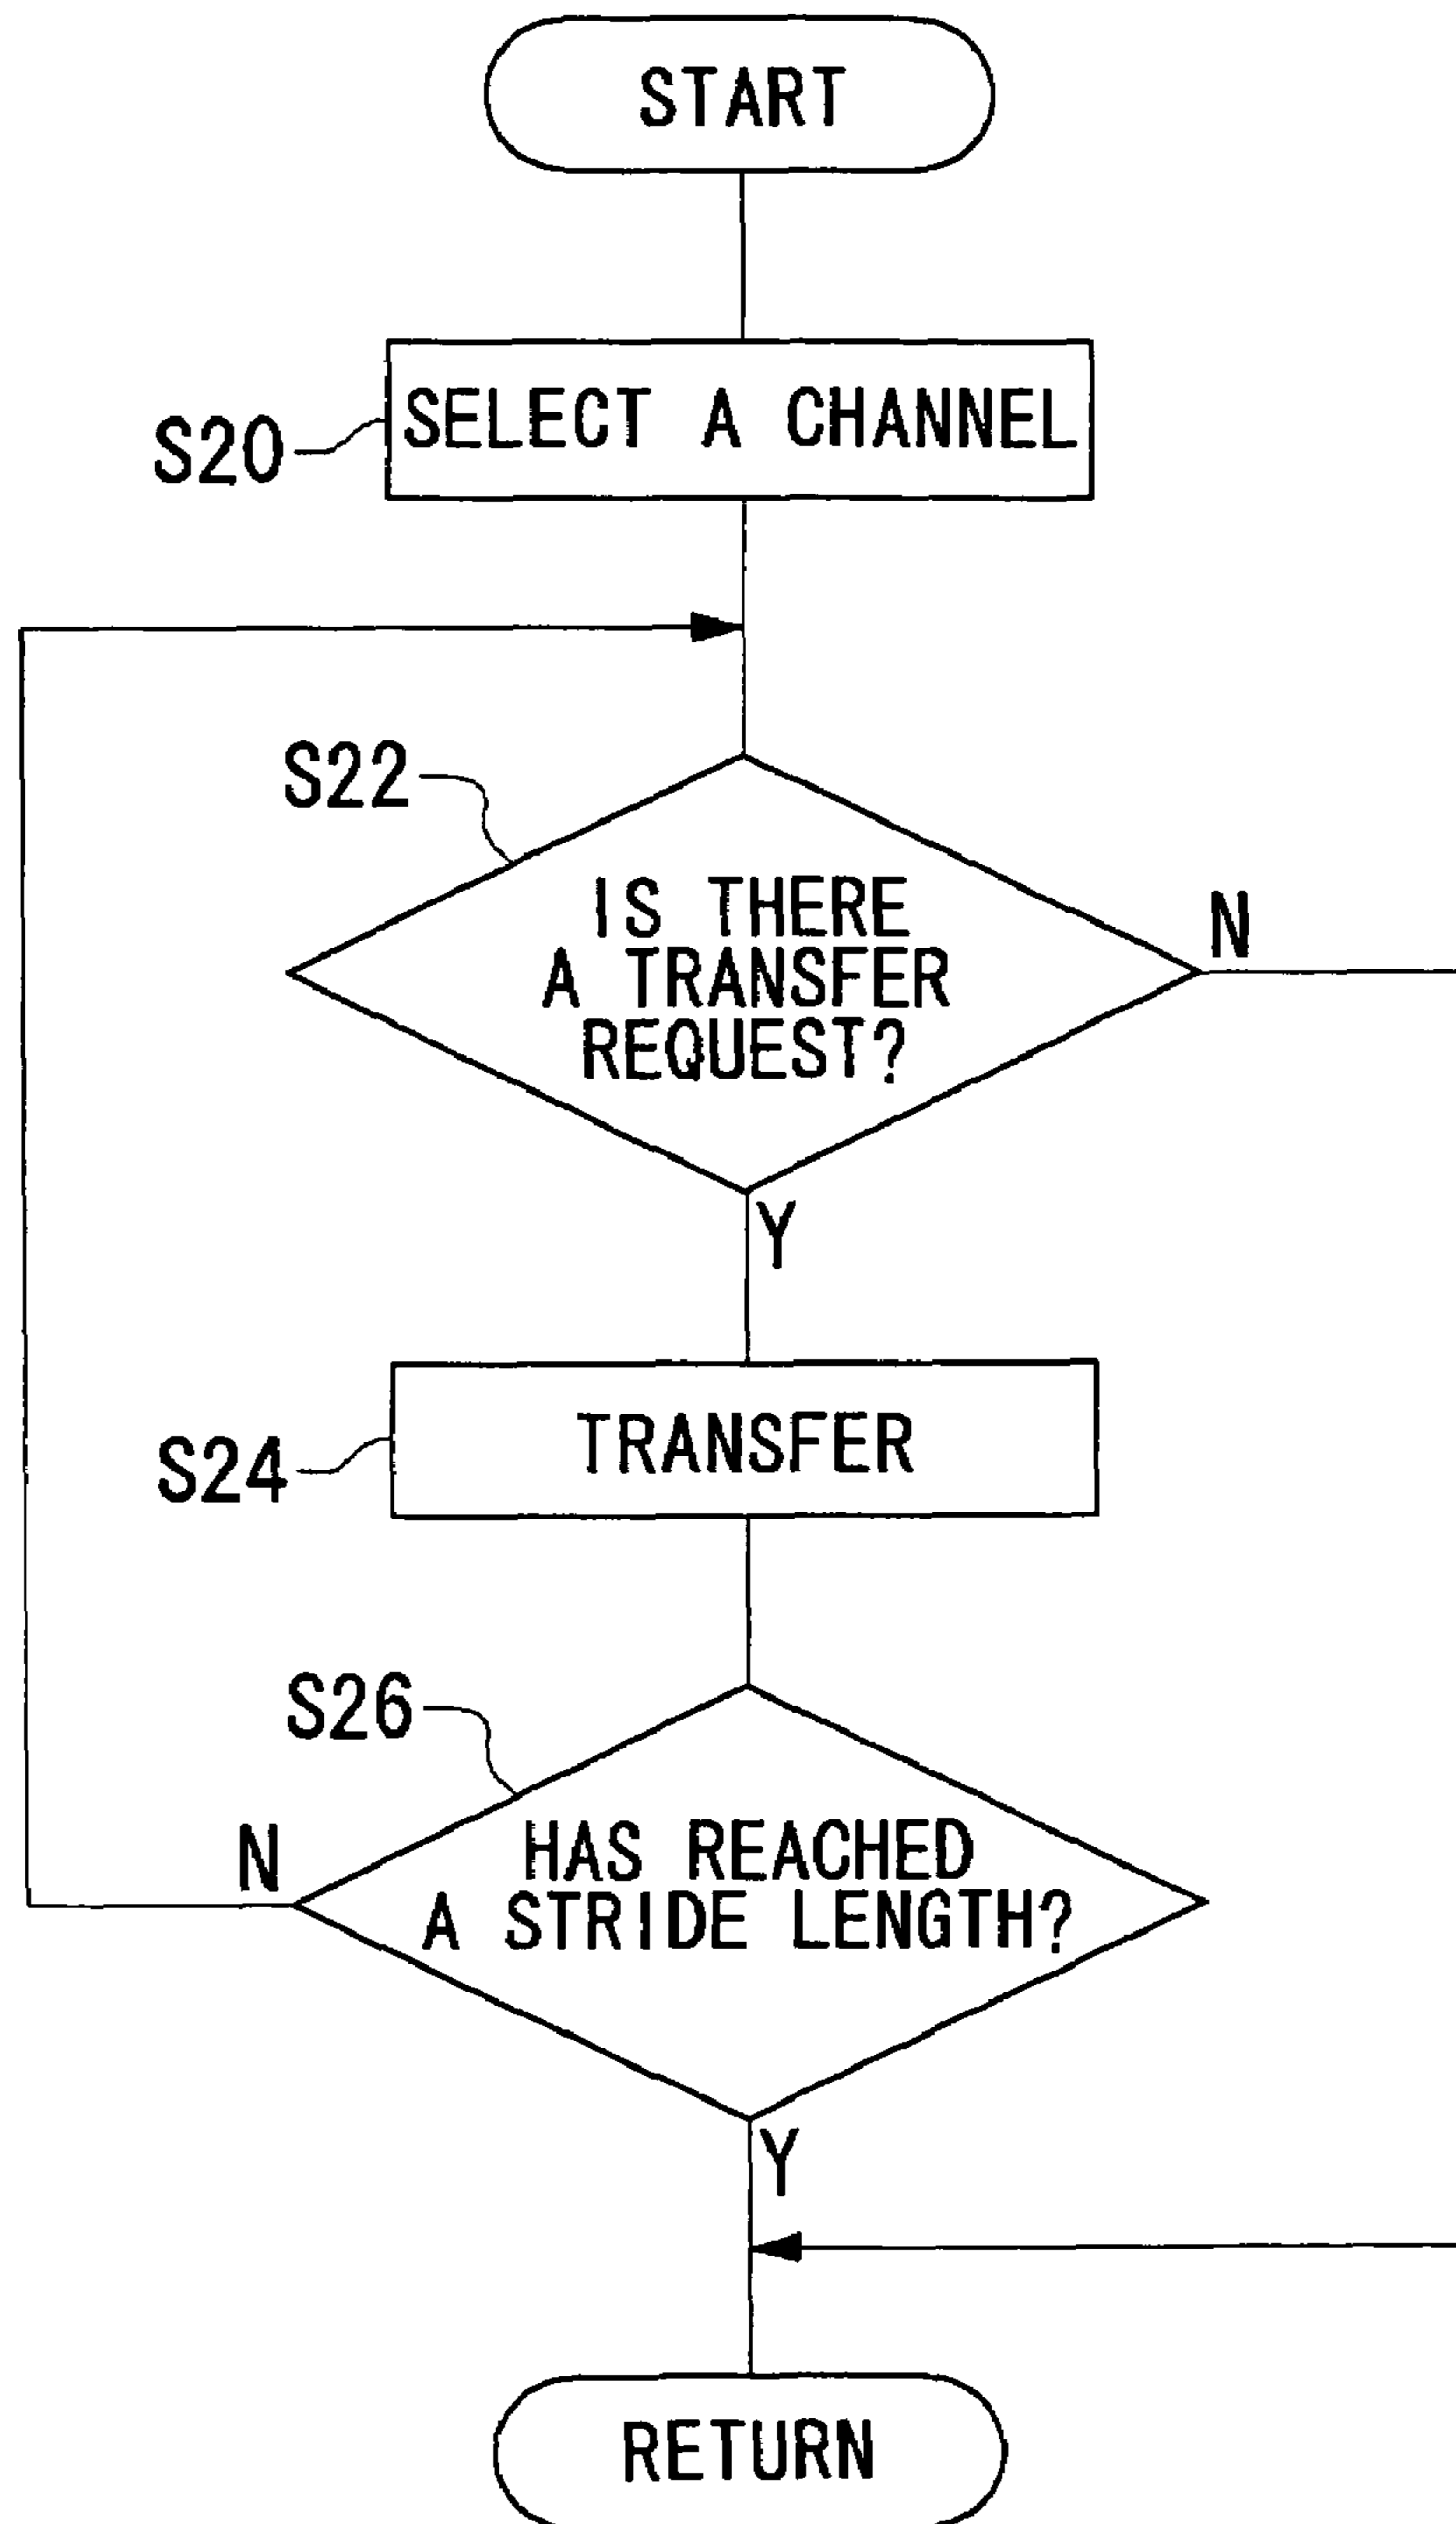 START
S20
SELECT A CHANNEL
S22
IS THERE
A TRANSFER
REQUEST?
N
Y
S24
TRANSFER
S26
HAS REACHED
A STRIDE LENGTH?
N
Y
RETURN